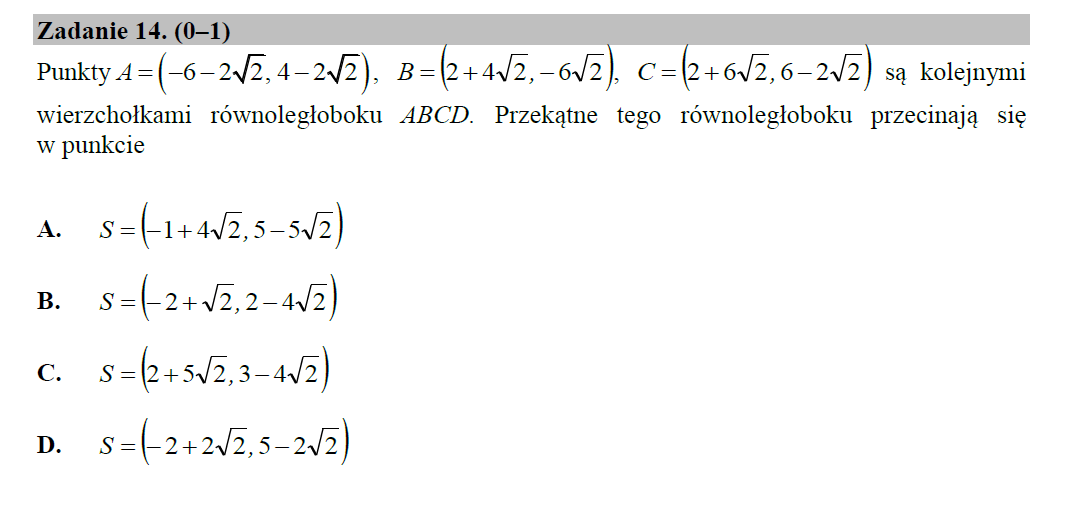 Zadanie 14. (0–1)
Punkty A = (−6 − 2√2, 4 − 2√2), B = (2 + 4√2, −6√2), C = (2 + 6√2, 6 − 2√2) są kolejnymi
wierzchołkami równoległoboku ABCD. Przekątne tego równoległoboku przecinają się
w punkcie
A. S = (−1 + 4√2, 5 − 5√2)
B. S = (−2 + √2, 2 − 4√2)
C. S = (2 + 5√2, 3 − 4√2)
D. S = (−2 + 2√2, 5 − 2√2)